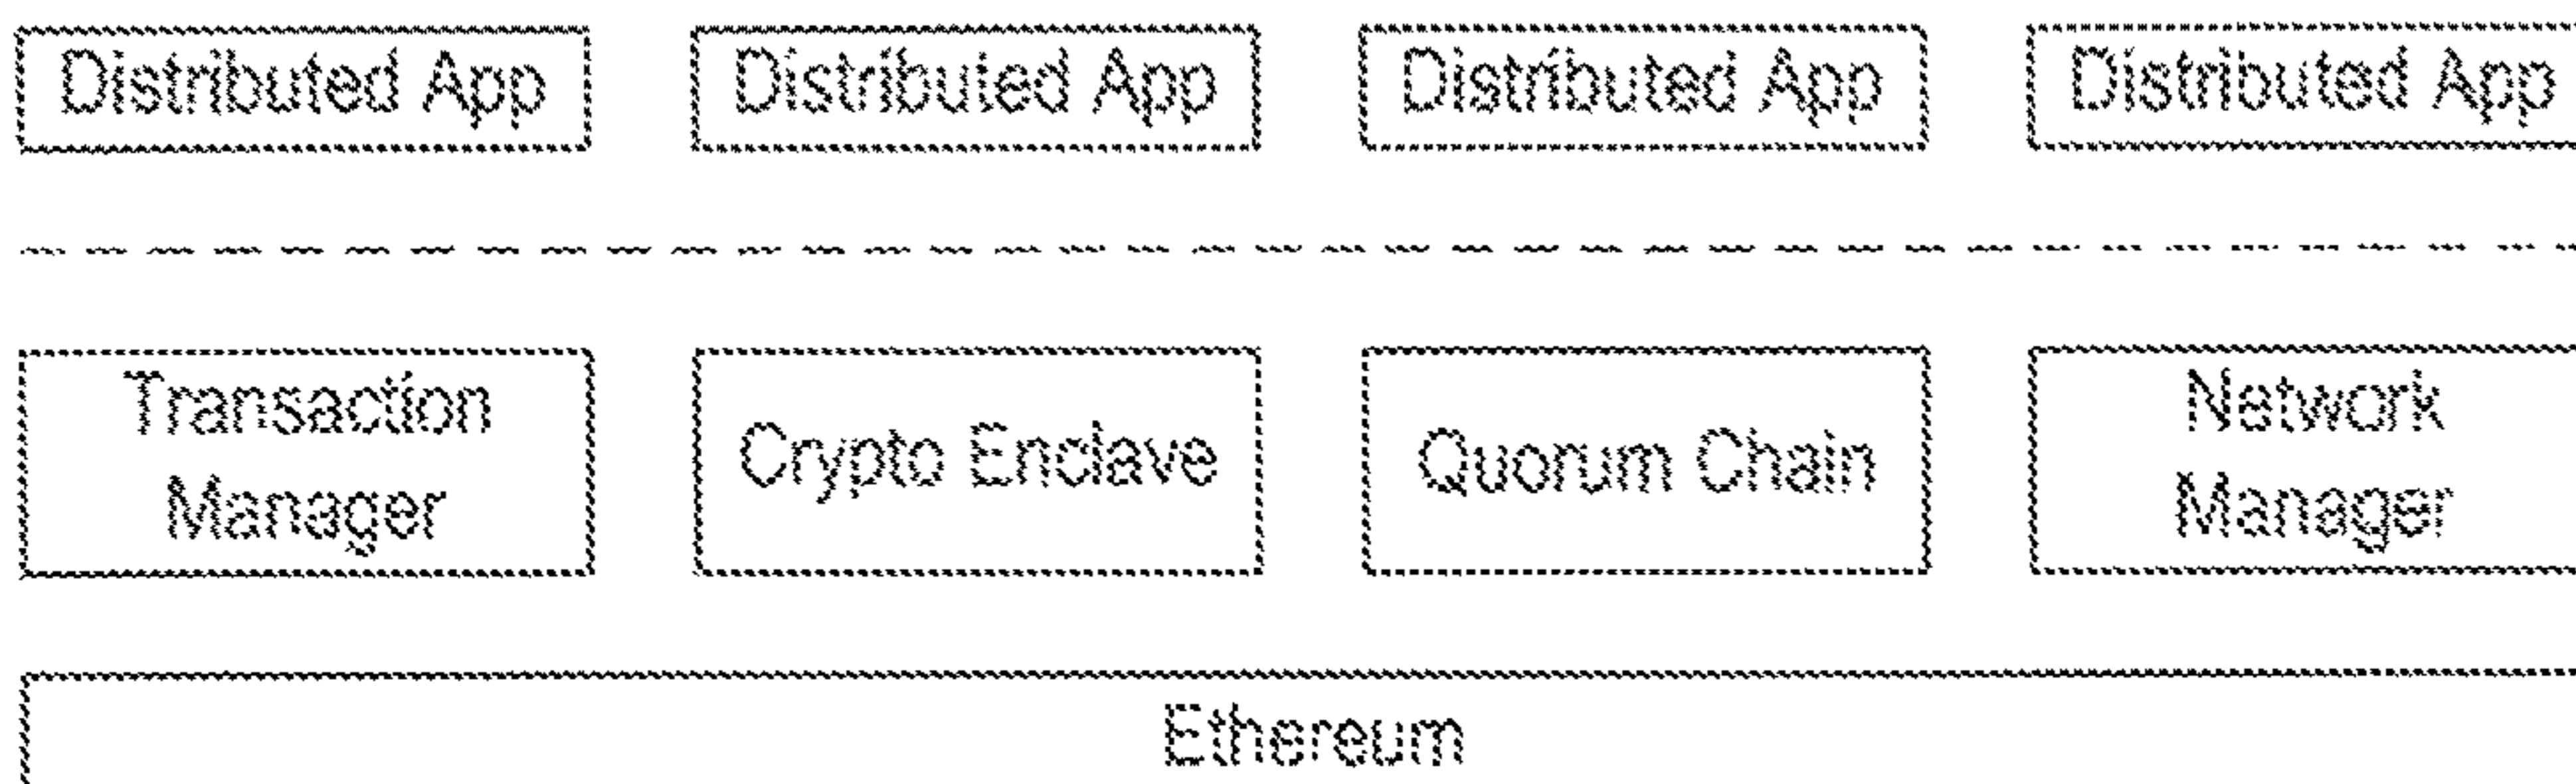 Distributed App Distributed App Distributed App Distributed App
Transaction
Manager
Crypto Enclave
Quorum Chain
Network
Manager
Ethereum